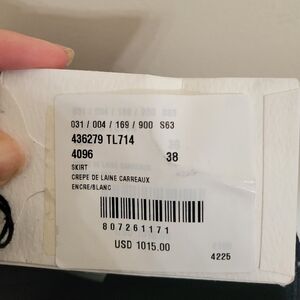 031 / 004 / 169 / 900 S63
436279 TL714
4096 38
SKIRT
CREPE DE LAINE CARREAUX
ENCRE/BLANC
807261171
USD 1015.00
4225